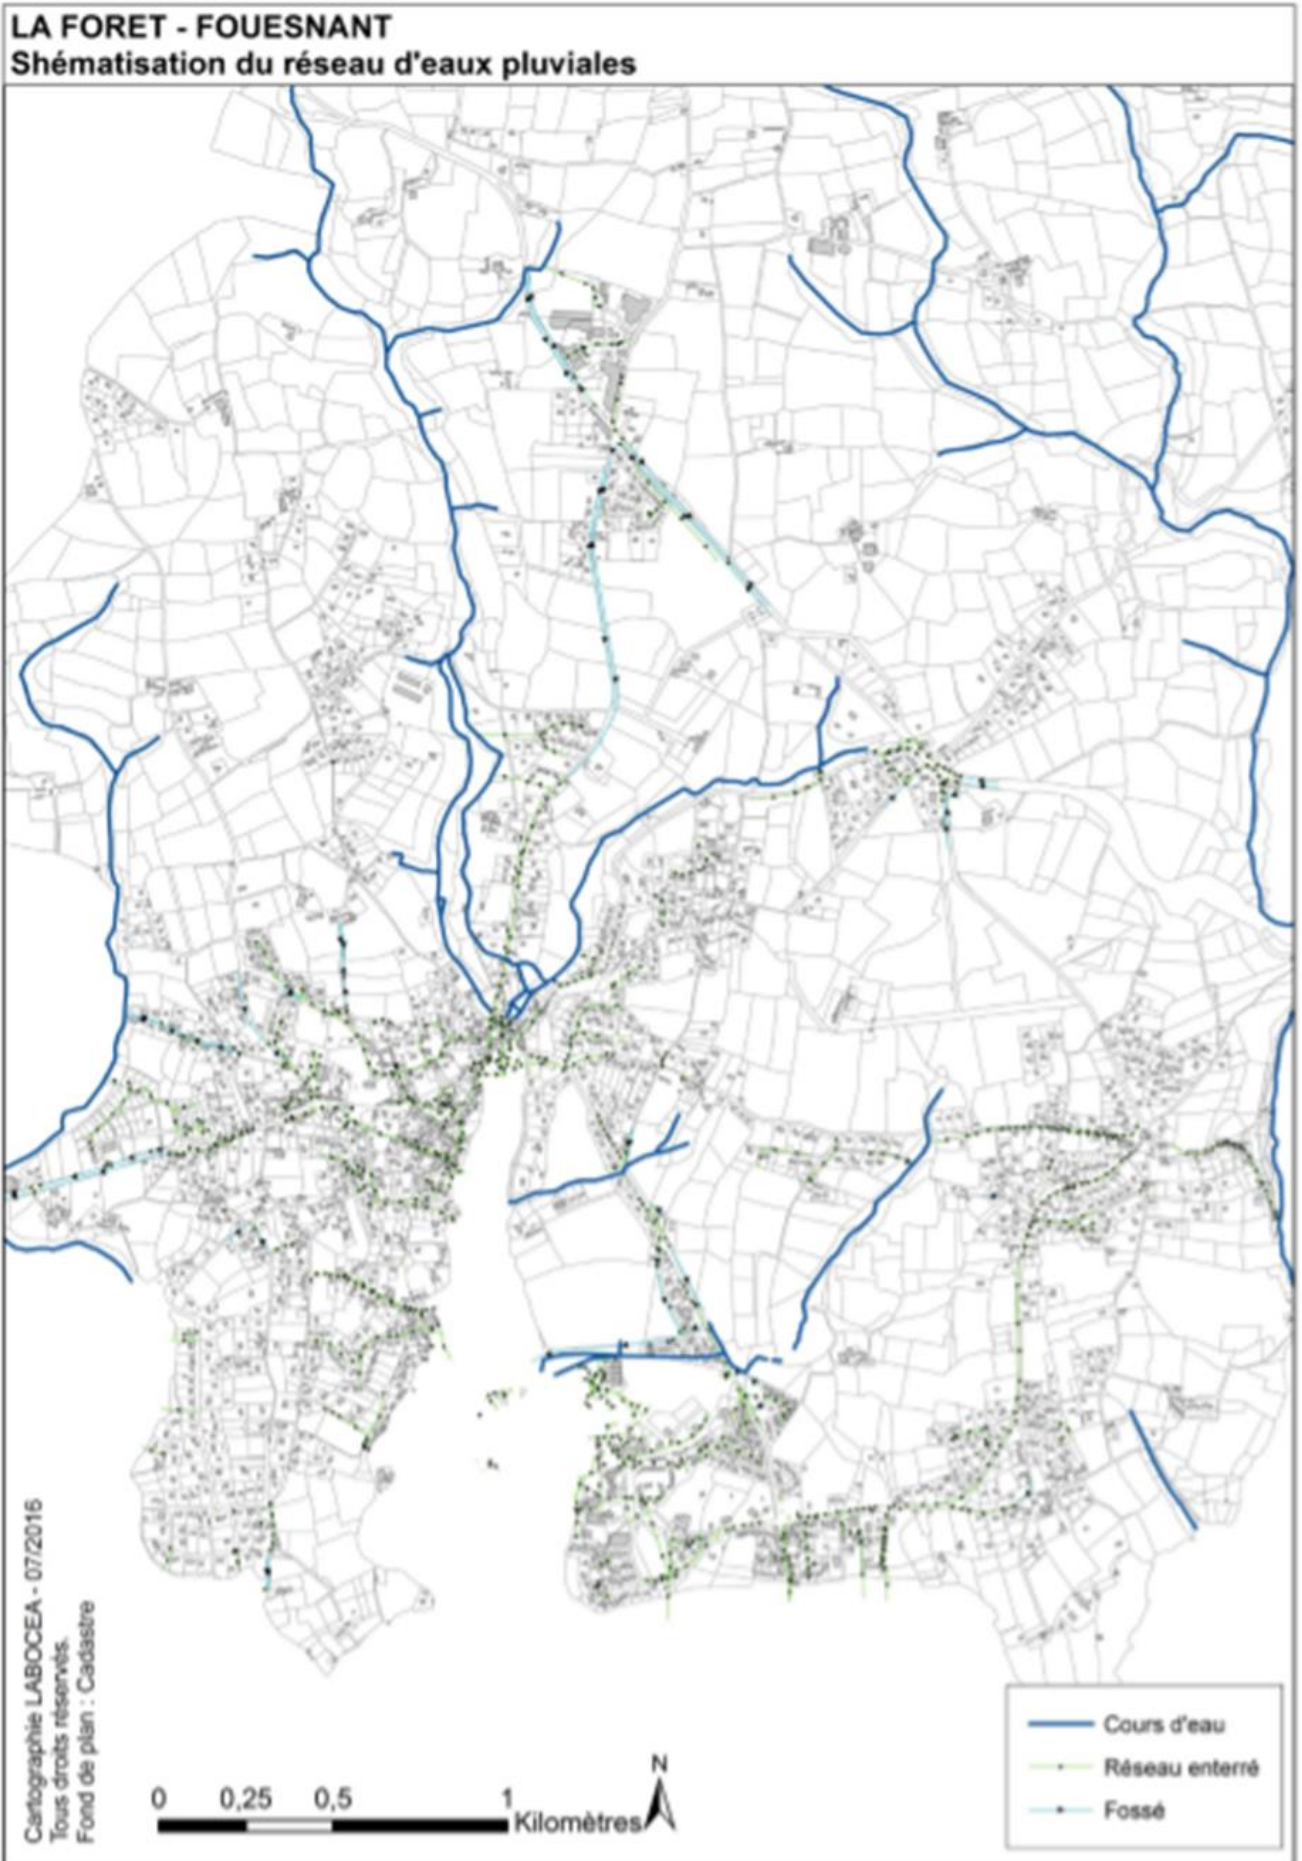 LA FORET - FOUESNANT
Shématisation du réseau d'eaux pluviales
Cartographie LABOCEA - 07/2016
Tous droits réservés.
Fond de plan : Cadastre
0 0,25 0,5 1
Kilomètres
N
Cours d'eau
Réseau enterré
Fossé